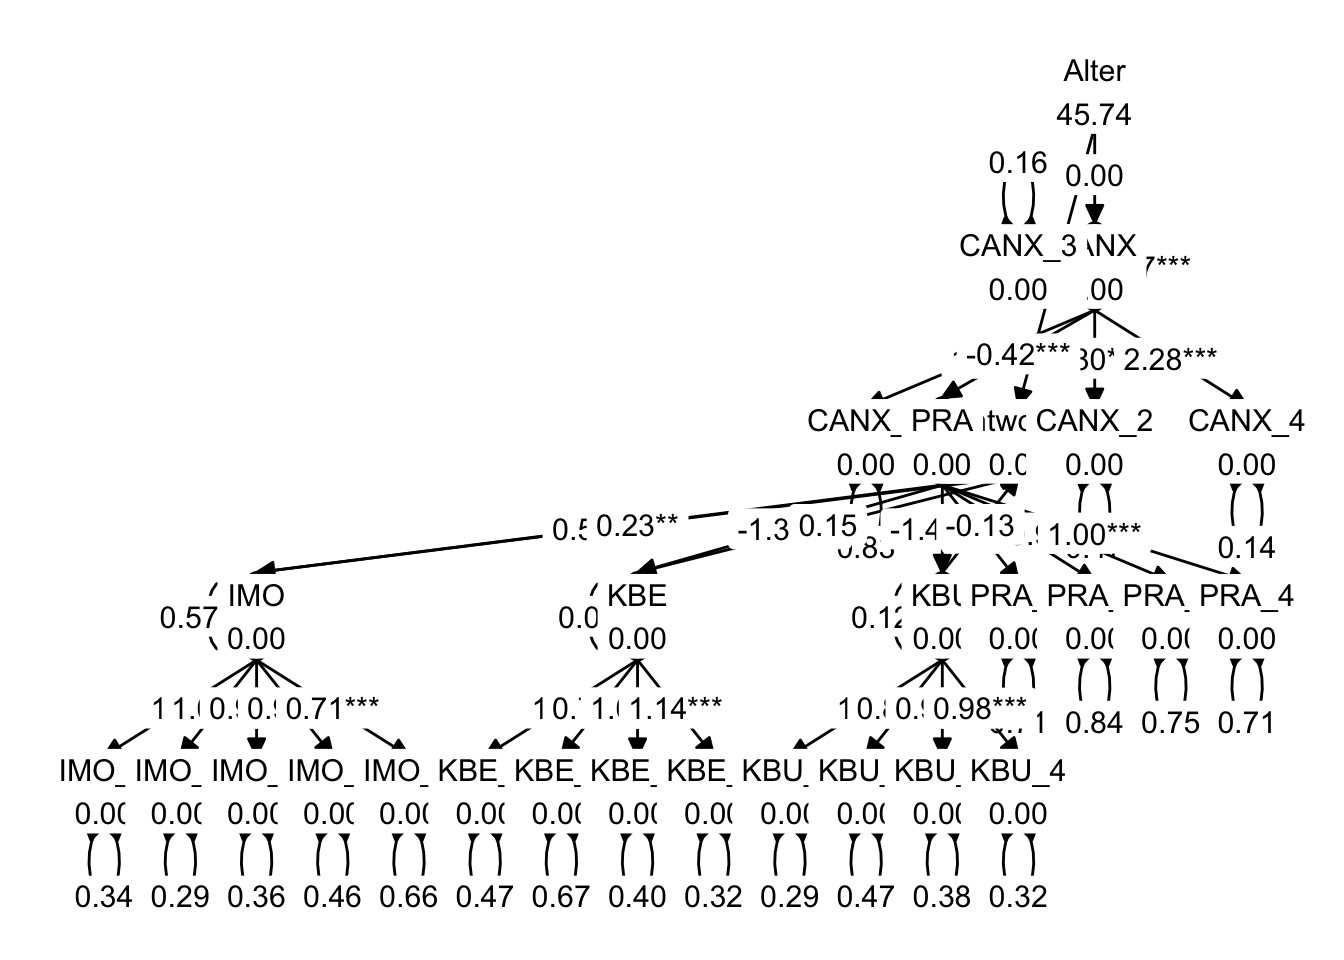 Alter
45.74
0.16 0.00
CANX_3 ANX 7***
0.00 .00
-0.42*** 30* 2.28***
CANX_ PRA twc CANX_2 CANX_4
0.00 0.00 0.0 0.00 0.00
0.5 0.23** -1.3 0.15 -1.4 -0.13 1.00***
0.14
IMO KBE KBU PRA_ PRA_ PRA_ PRA_4
0.57 0.0 0.12
0.00 0.00 0.00 0.00 0.00 0.00 0.00
1 1.0 0.9 0.9 0.71*** 1 0.7 1.0 1.14*** 1 0.8 0.9 0.98*** 1 0.84 0.75 0.71
IMO_ IMO_ IMO_ IMO_ IMO_ KBE_ KBE_ KBE_ KBE_ KBU_ KBU_ KBU_ KBU_4
0.00 0.00 0.00 0.00 0.00 0.00 0.00 0.00 0.00 0.00 0.00 0.00 0.00
0.34 0.29 0.36 0.46 0.66 0.47 0.67 0.40 0.32 0.29 0.47 0.38 0.32